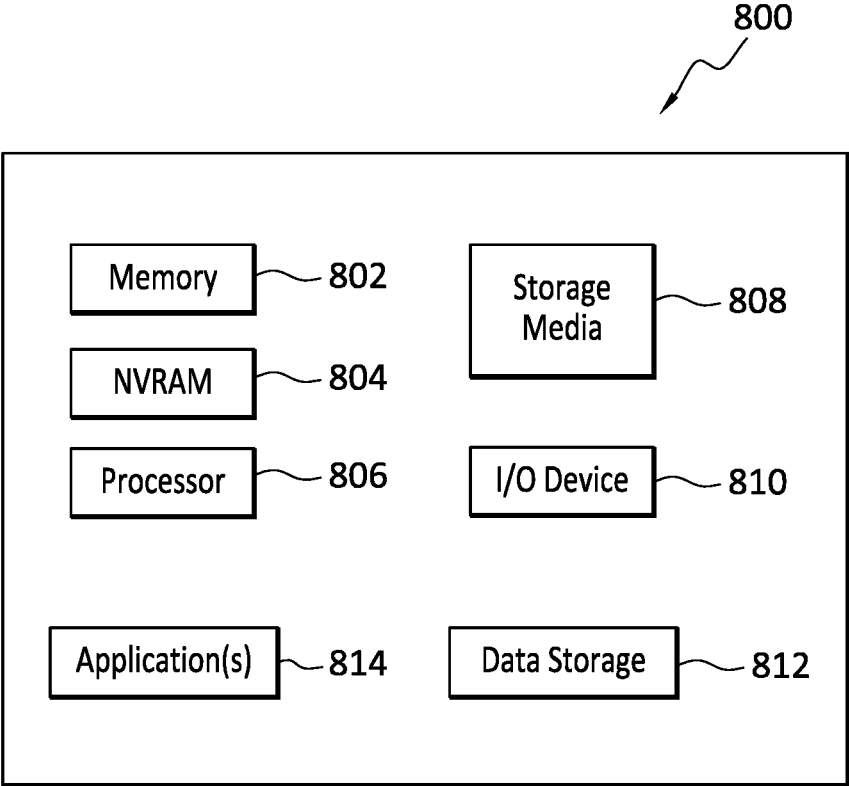 800
Memory 802
Storage
Media
808
NVRAM 804
Processor 806
I/O Device 810
Application(s) 814
Data Storage 812